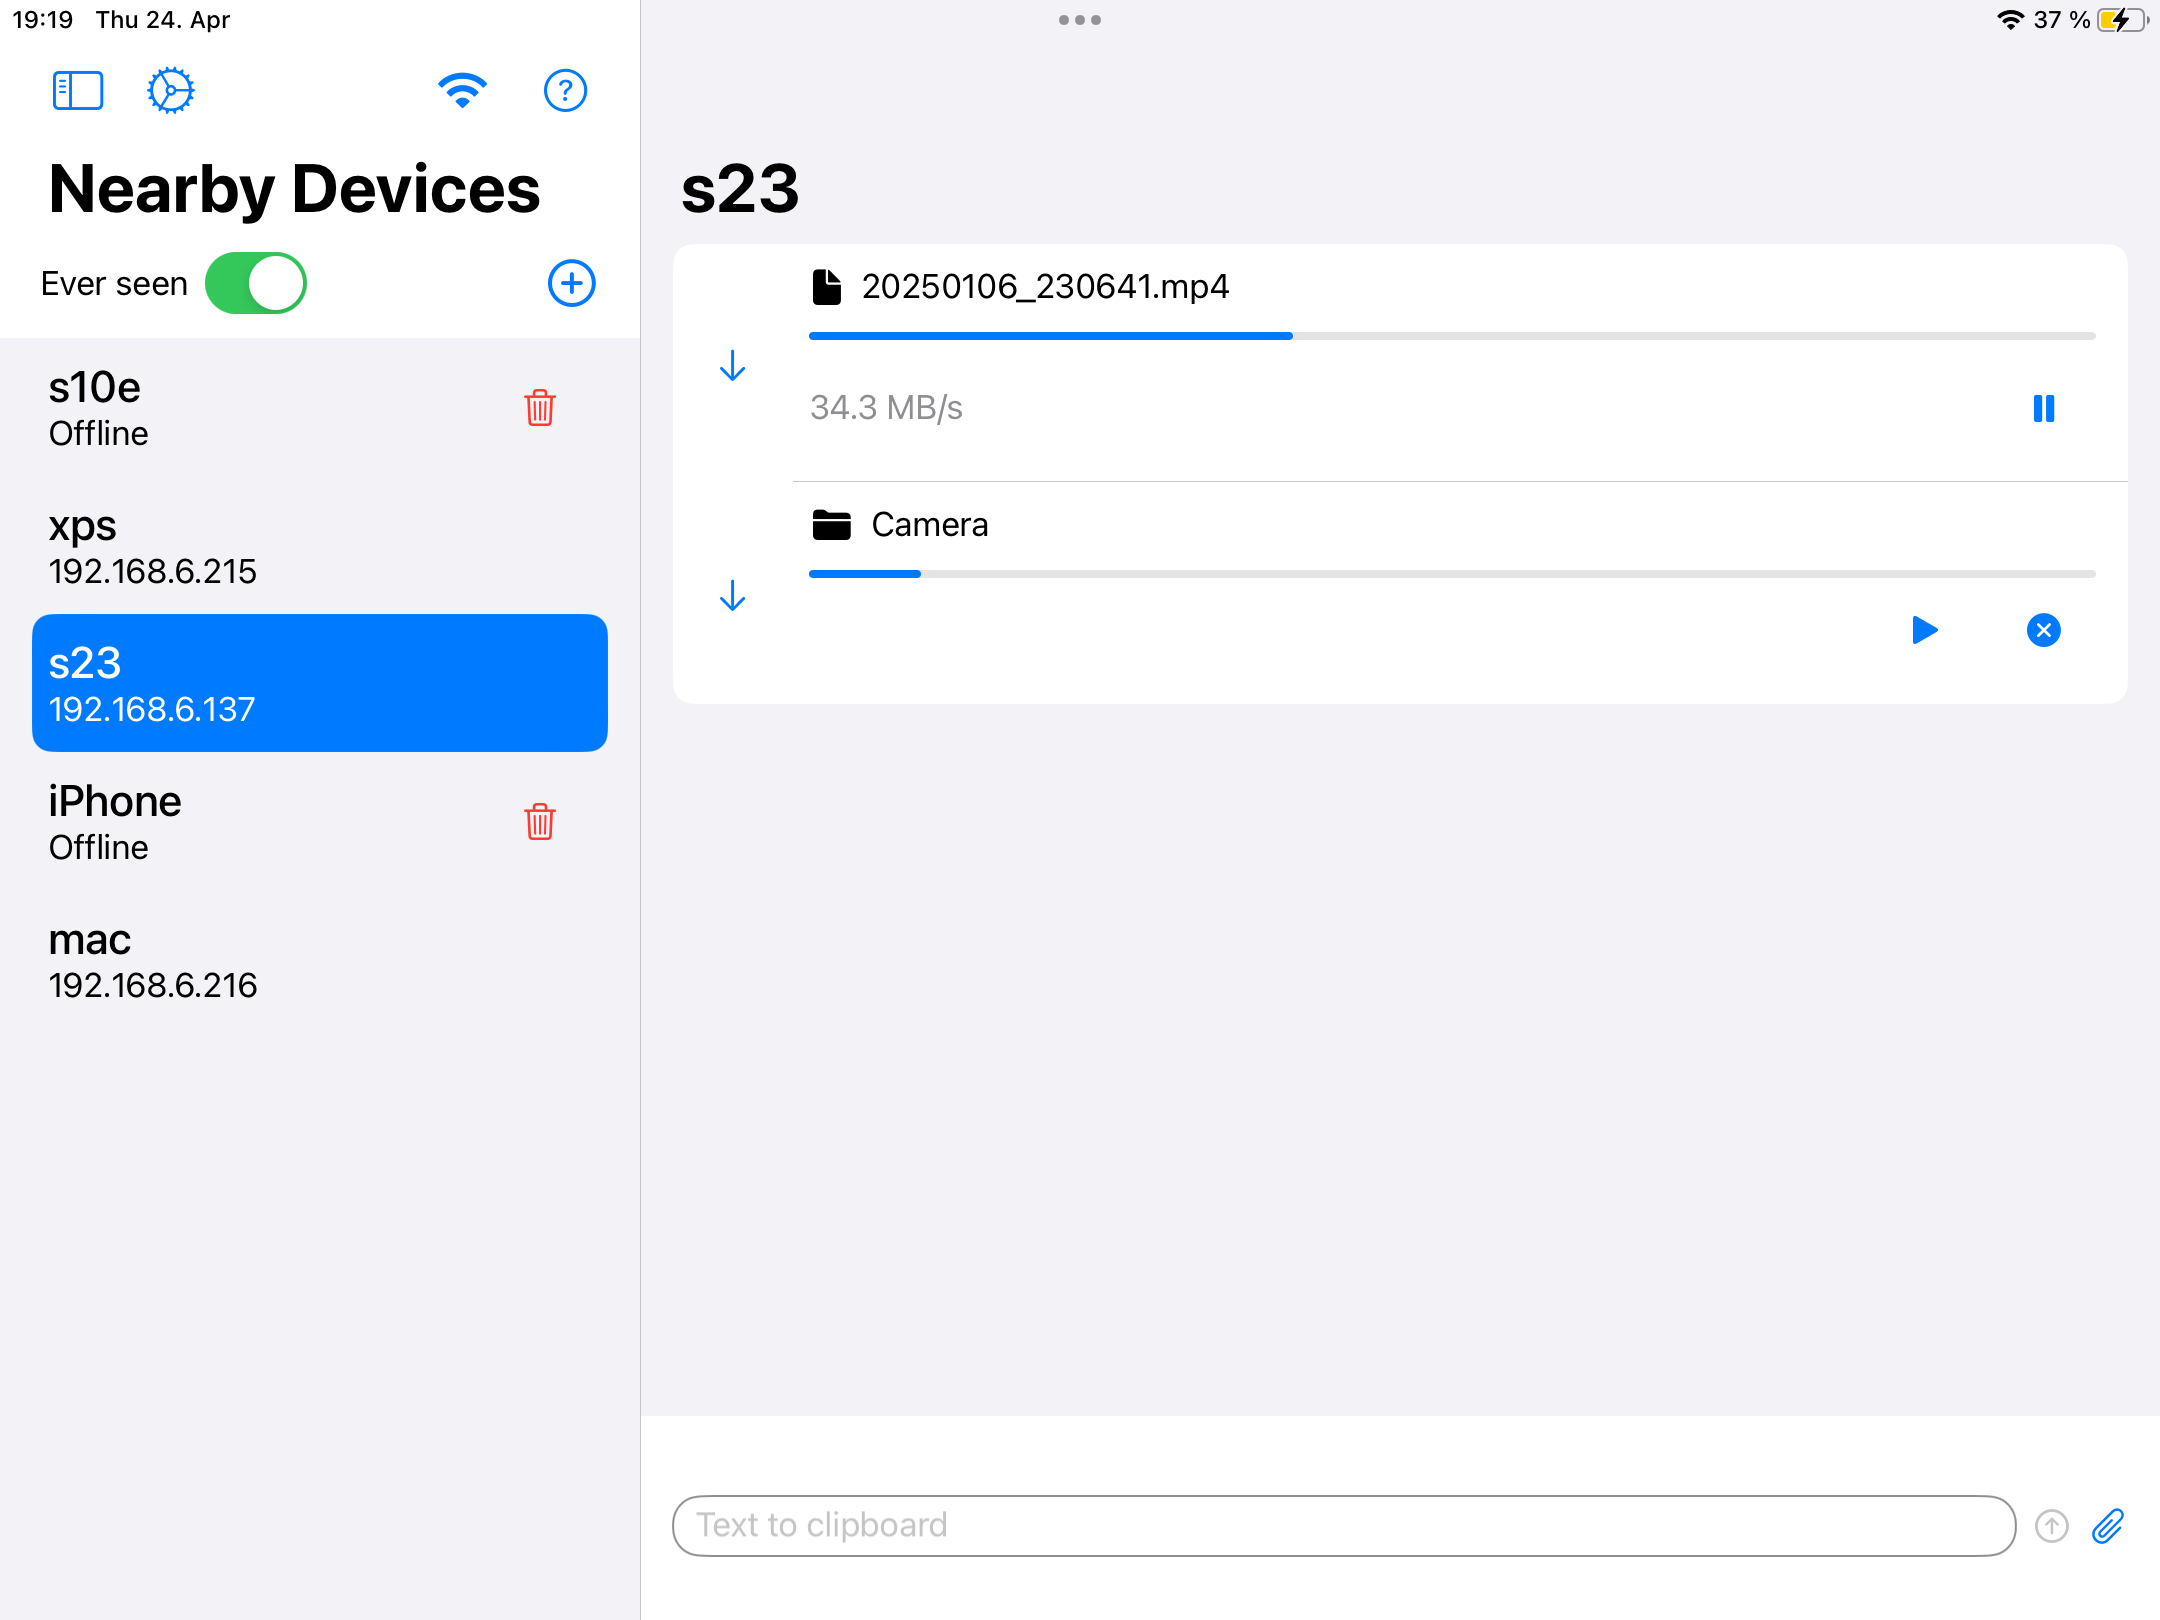 19:19 Thu 24. Apr
37 %
Nearby Devices
Ever seen
s10e
Offline
xps
192.168.6.215
s23
192.168.6.137
iPhone
Offline
mac
192.168.6.216
s23
20250106_230641.mp4
34.3 MB/s
Camera
Text to clipboard